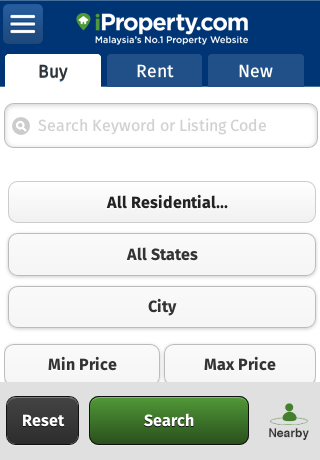 iProperty.com
Malaysia's No.1 Property Website
Buy Rent New
Search Keyword or Listing Code
All Residential...
All States
City
Min Price Max Price
Reset Search Nearby